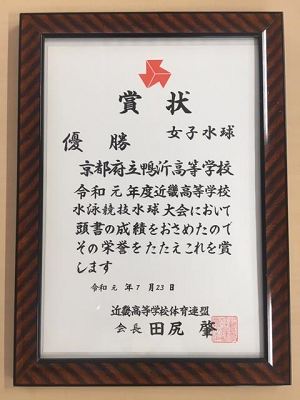 賞状
女子水球
優勝
京都府立鴨沂高等学校
令和元年度近畿高等学校
水泳競技水球大会において
頭書の成績をおさめたので
その栄誉をたたえこれを賞
します
令和元年7月23日
近畿高等学校体育連盟
会長 田尻肇